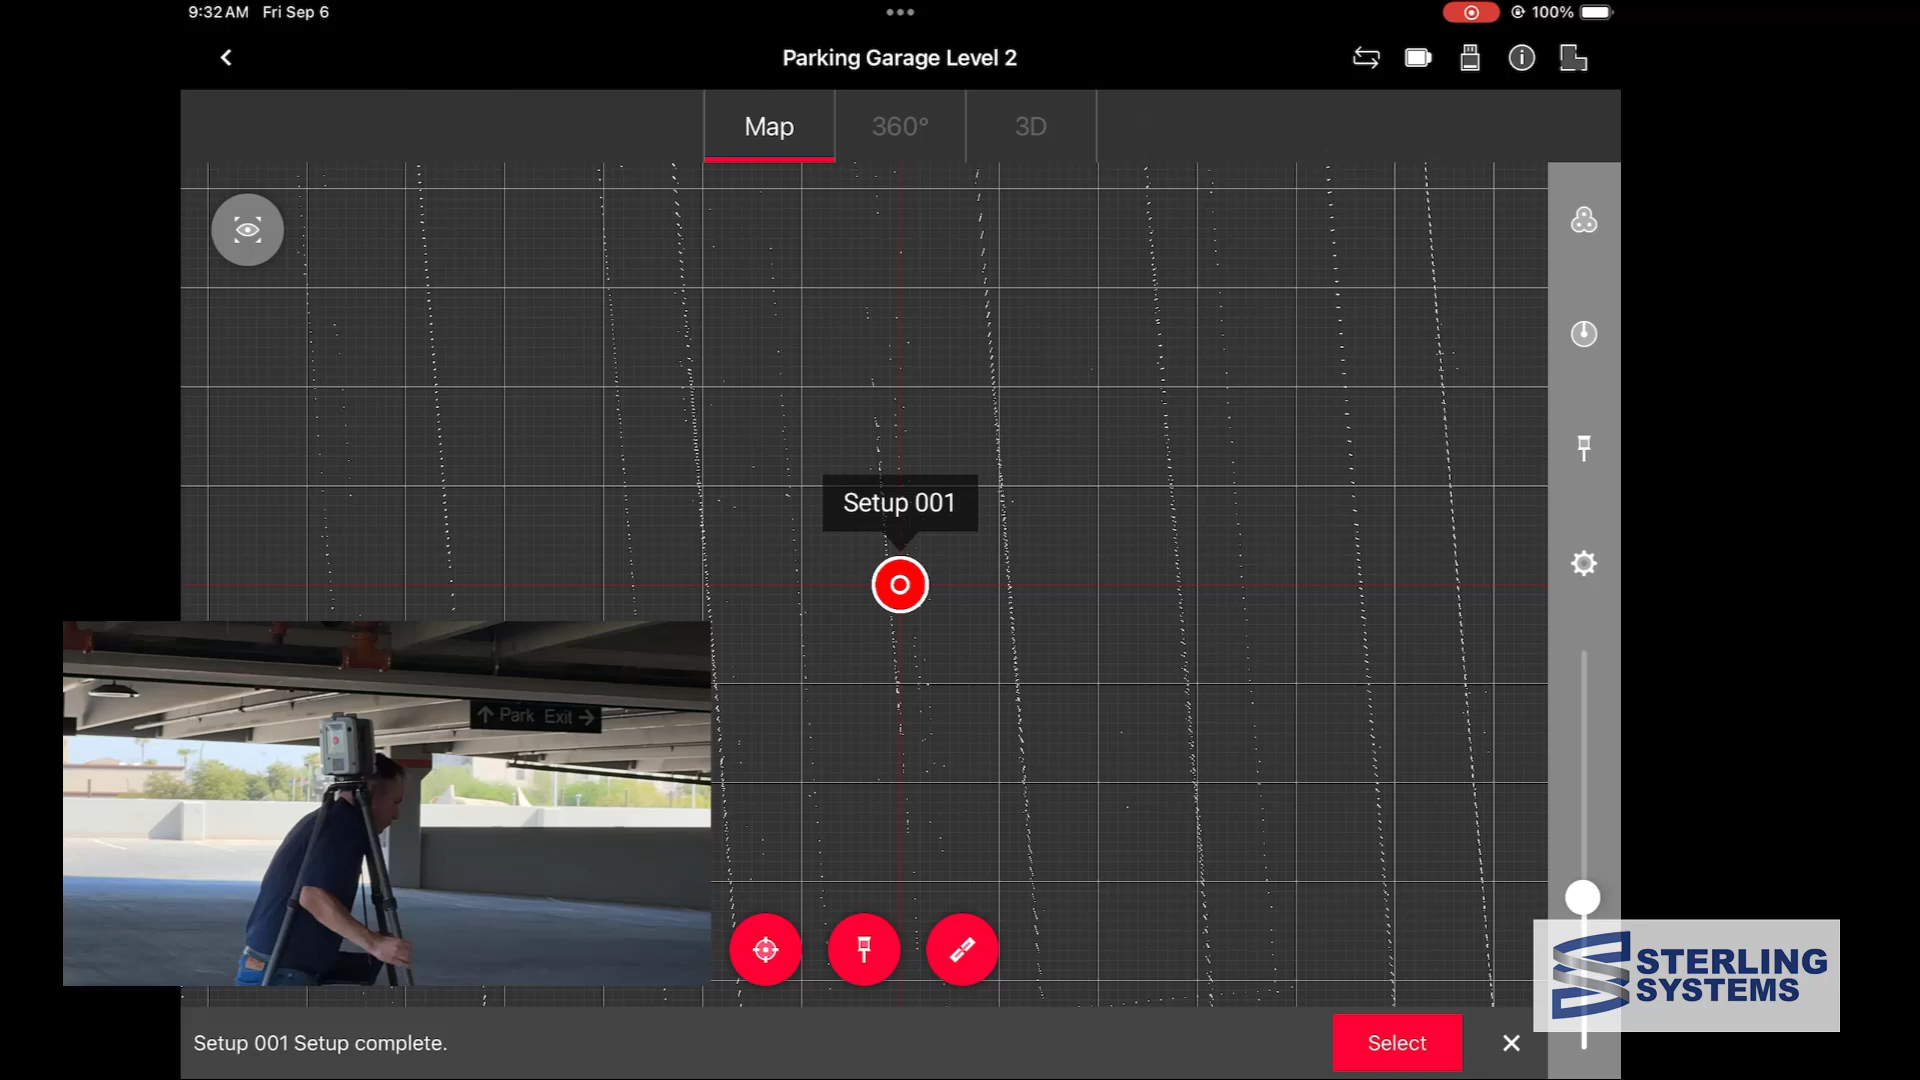 9:32 AM Fri Sep 6
100%
Parking Garage Level 2
Map
360°
3D
Setup 001
↑ Park Exit →
STERLING
SYSTEMS
Setup 001 Setup complete.
Select